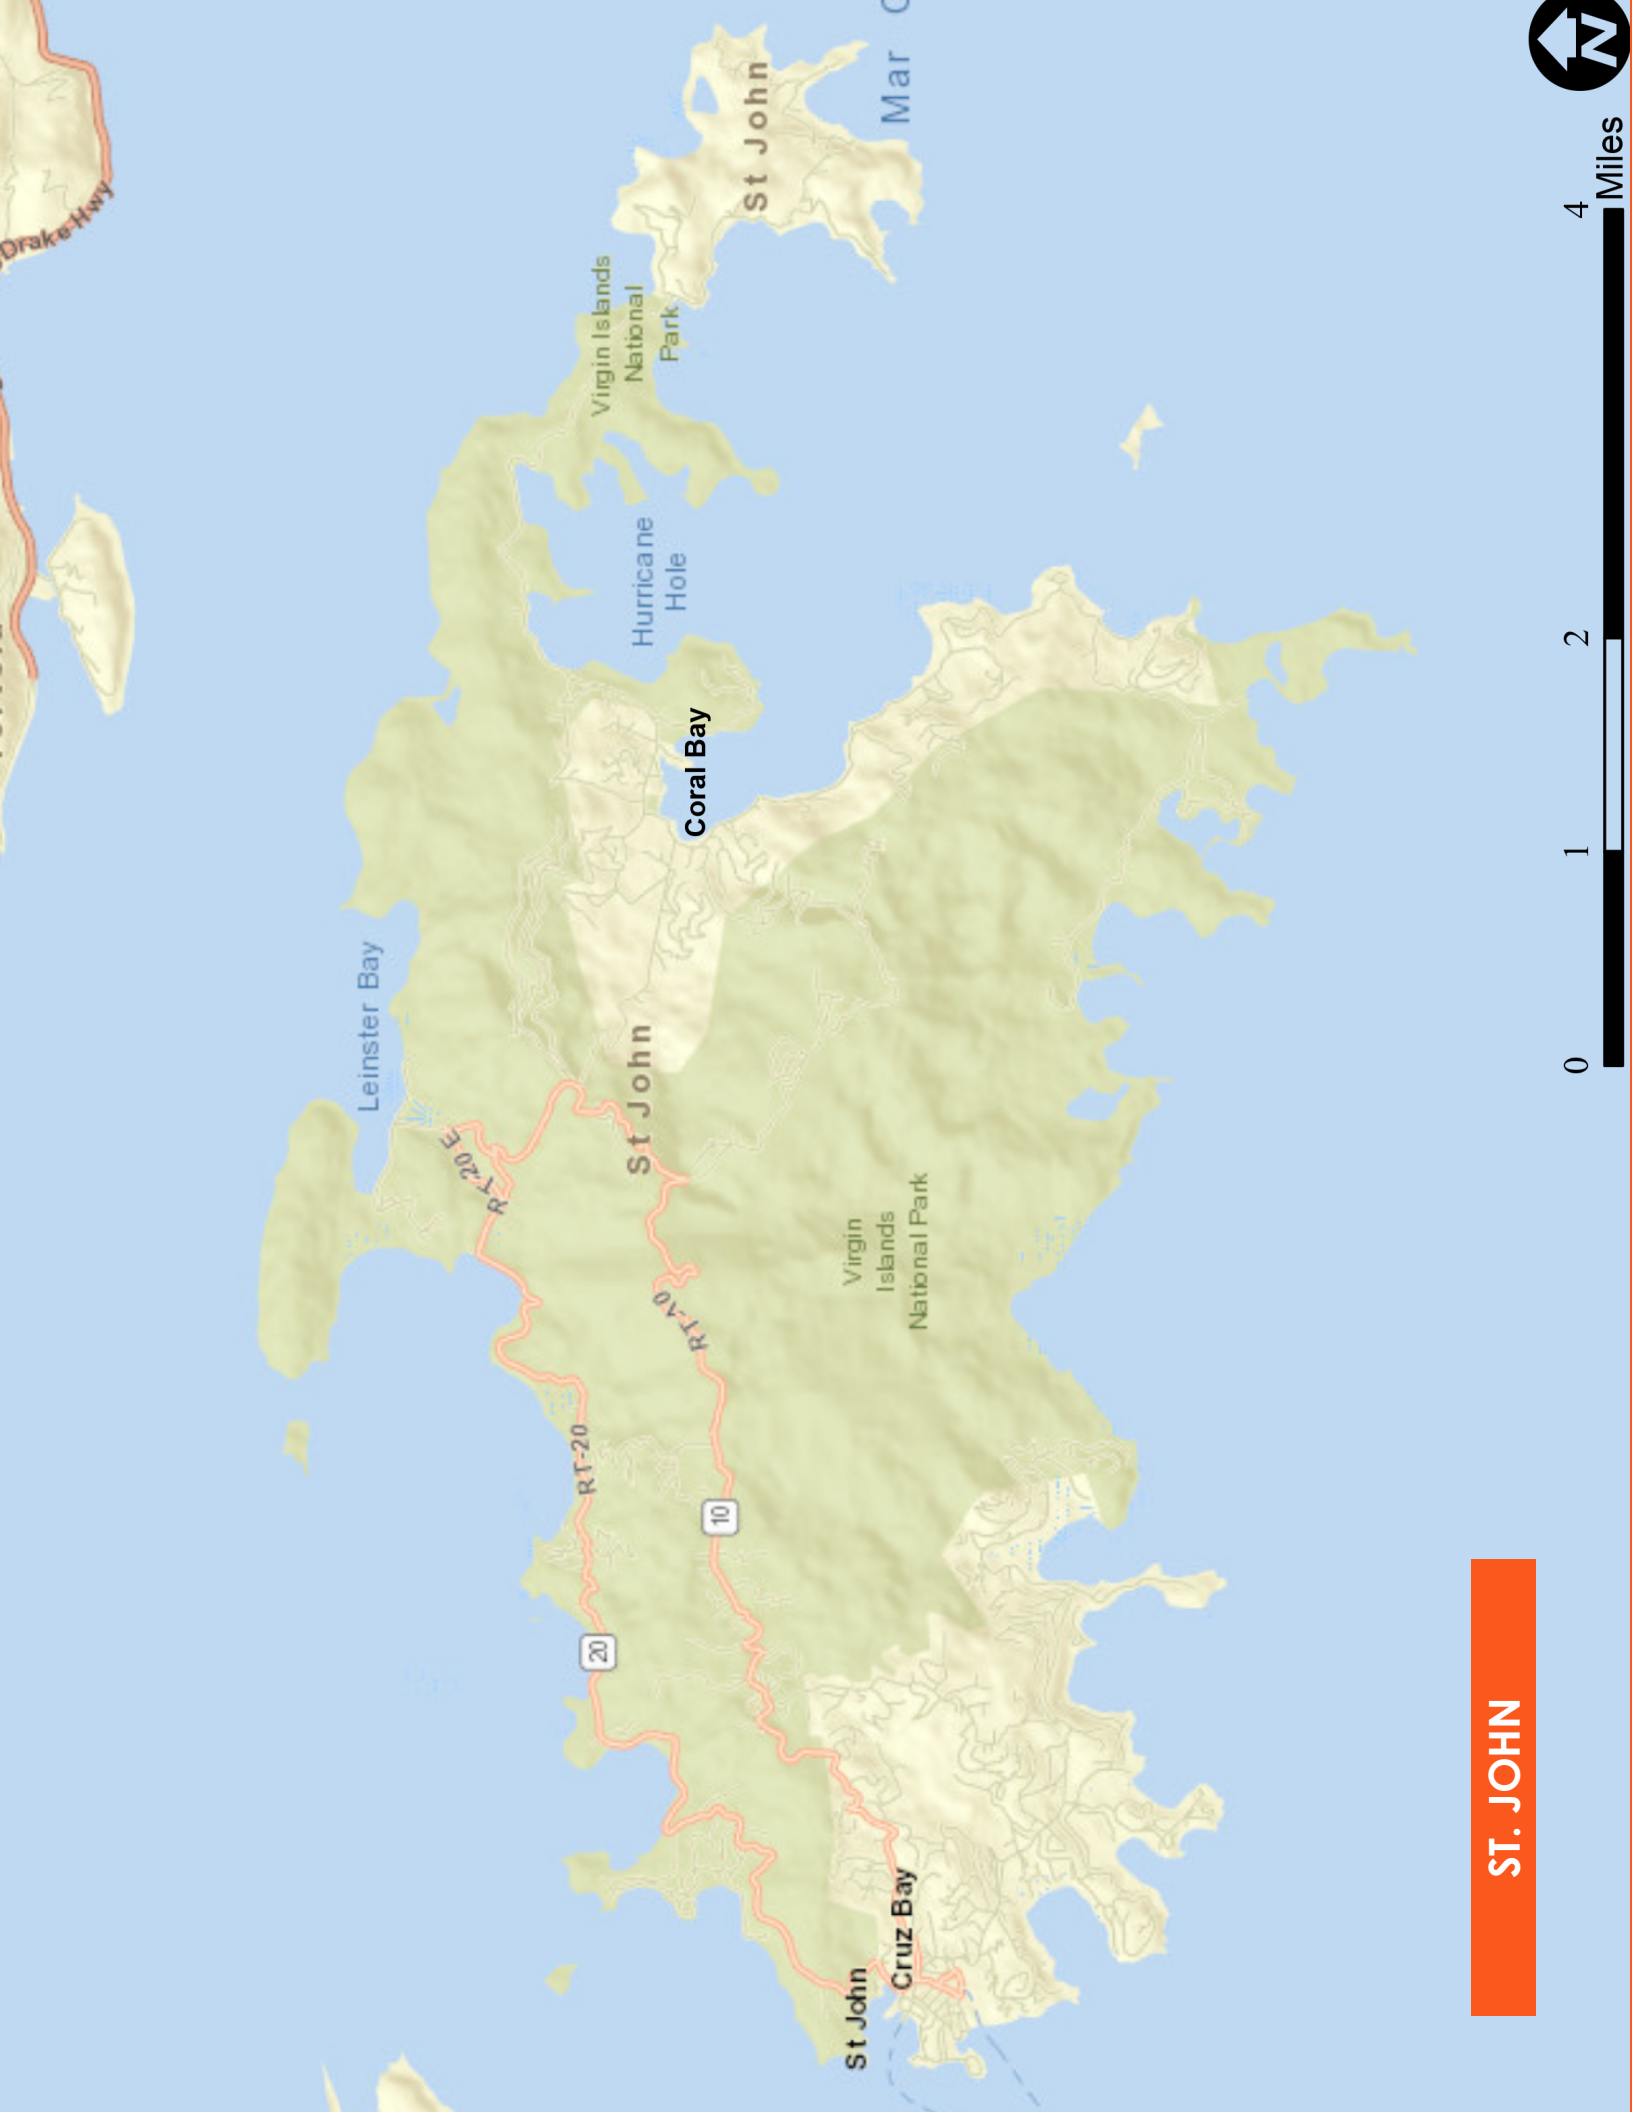 Drake Hwy
St John
Mar
Virgin Islands
National
Park
Hurricane
Hole
Coral Bay
Leinster Bay
RT-20 E
St John
RT-10
Virgin
Islands
National Park
RT-20
10
20
Cruz Bay
St John
ST. JOHN
0 1 2 4
Miles
N